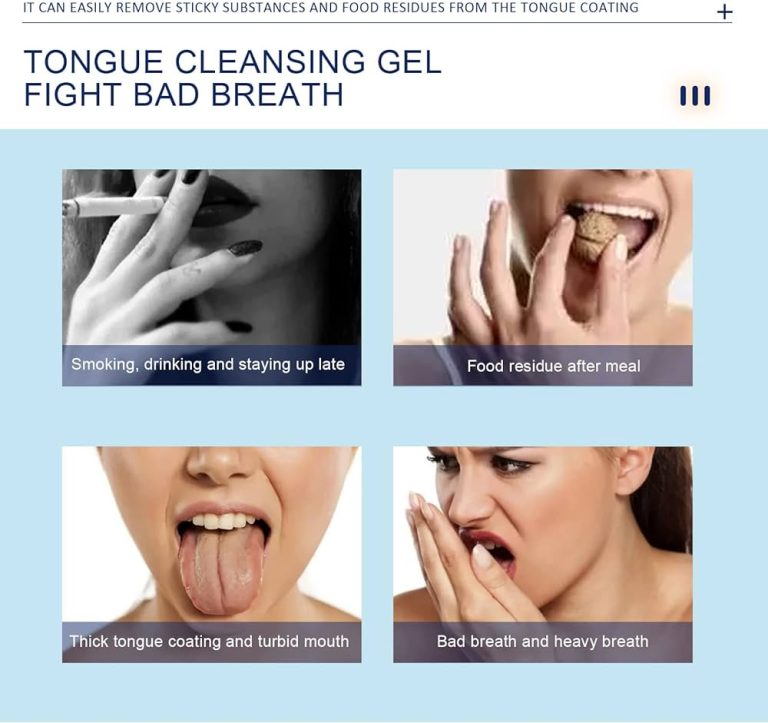 IT CAN EASILY REMOVE STICKY SUBSTANCES AND FOOD RESIDUES FROM THE TONGUE COATING
TONGUE CLEANSING GEL
FIGHT BAD BREATH
Smoking, drinking and staying up late
Food residue after meal
Thick tongue coating and turbid mouth
Bad breath and heavy breath